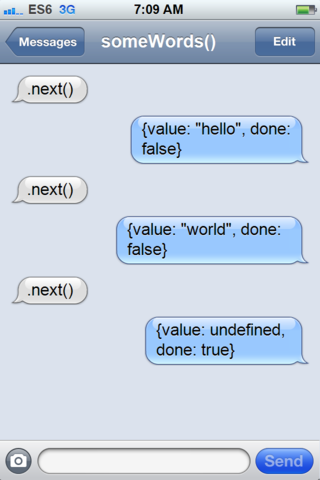 ES6 3G 7:09 AM
Messages someWords() Edit
.next()
{value: "hello", done:
false}
.next()
{value: "world", done:
false}
.next()
{value: undefined,
done: true}
Send